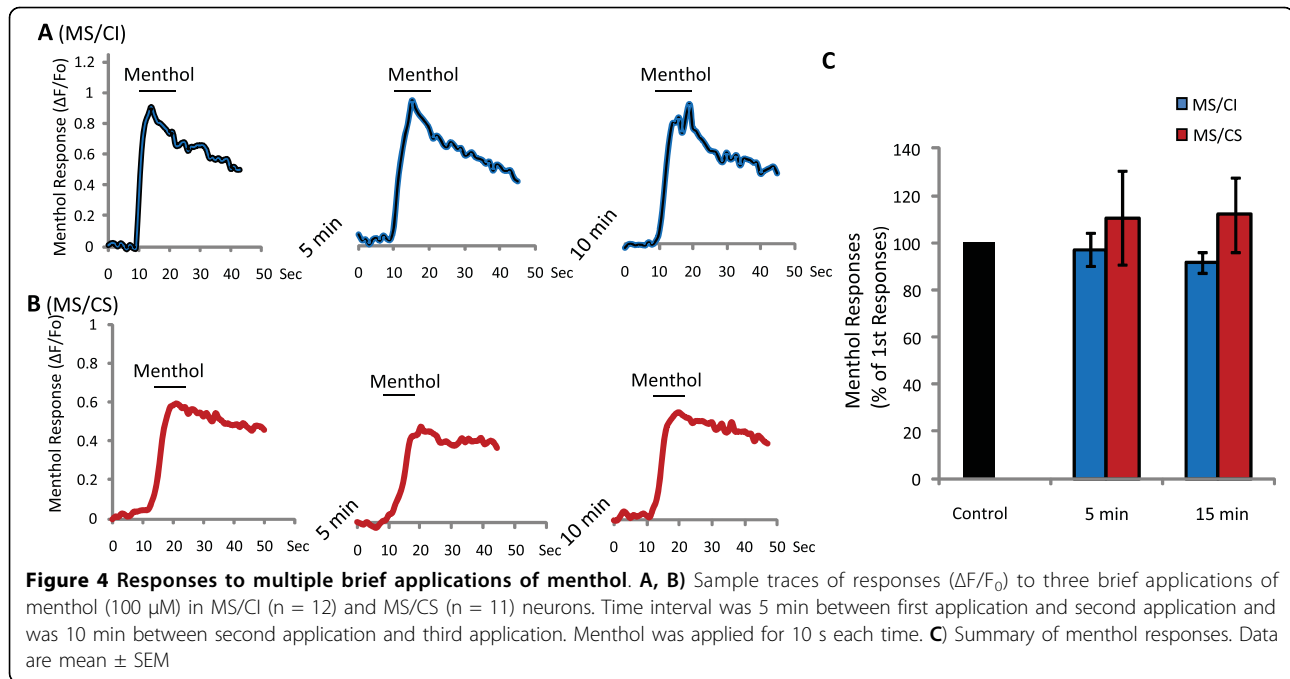 A (MS/CI)
Menthol Response (ΔF/Fo)
1.2
1
0.8
0.6
0.4
0.2
0
Menthol
0 10 20 30 40 50 Sec
5 min
Menthol
0 10 20 30 40 50 Sec
10 min
Menthol
0 10 20 30 40 50 Sec
B (MS/CS)
Menthol Response (ΔF/Fo)
1
0.8
0.6
0.4
0.2
0
Menthol
0 10 20 30 40 50 Sec
5 min
Menthol
0 10 20 30 40 50 Sec
10 min
Menthol
0 10 20 30 40 50 Sec
C
MS/CI
MS/CS
Menthol Responses
(% of 1st Responses)
140
120
100
80
60
40
20
0
Control 5 min 15 min
Figure 4 Responses to multiple brief applications of menthol. A, B) Sample traces of responses (ΔF/F0) to three brief applications of
menthol (100 μM) in MS/CI (n = 12) and MS/CS (n = 11) neurons. Time interval was 5 min between first application and second application and
was 10 min between second application and third application. Menthol was applied for 10 s each time. C) Summary of menthol responses. Data
are mean ± SEM